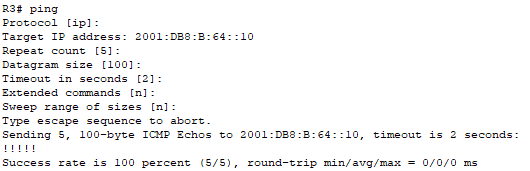 R3# ping
Protocol [ip]:
Target IP address: 2001:DB8:B:64::10
Repeat count [5]:
Datagram size [100]:
Timeout in seconds [2]:
Extended commands [n]:
Sweep range of sizes [n]:
Type escape sequence to abort.
Sending 5, 100-byte ICMP Echos to 2001:DB8:B:64::10, timeout is 2 seconds:
!!!!!
Success rate is 100 percent (5/5), round-trip min/avg/max = 0/0/0 ms